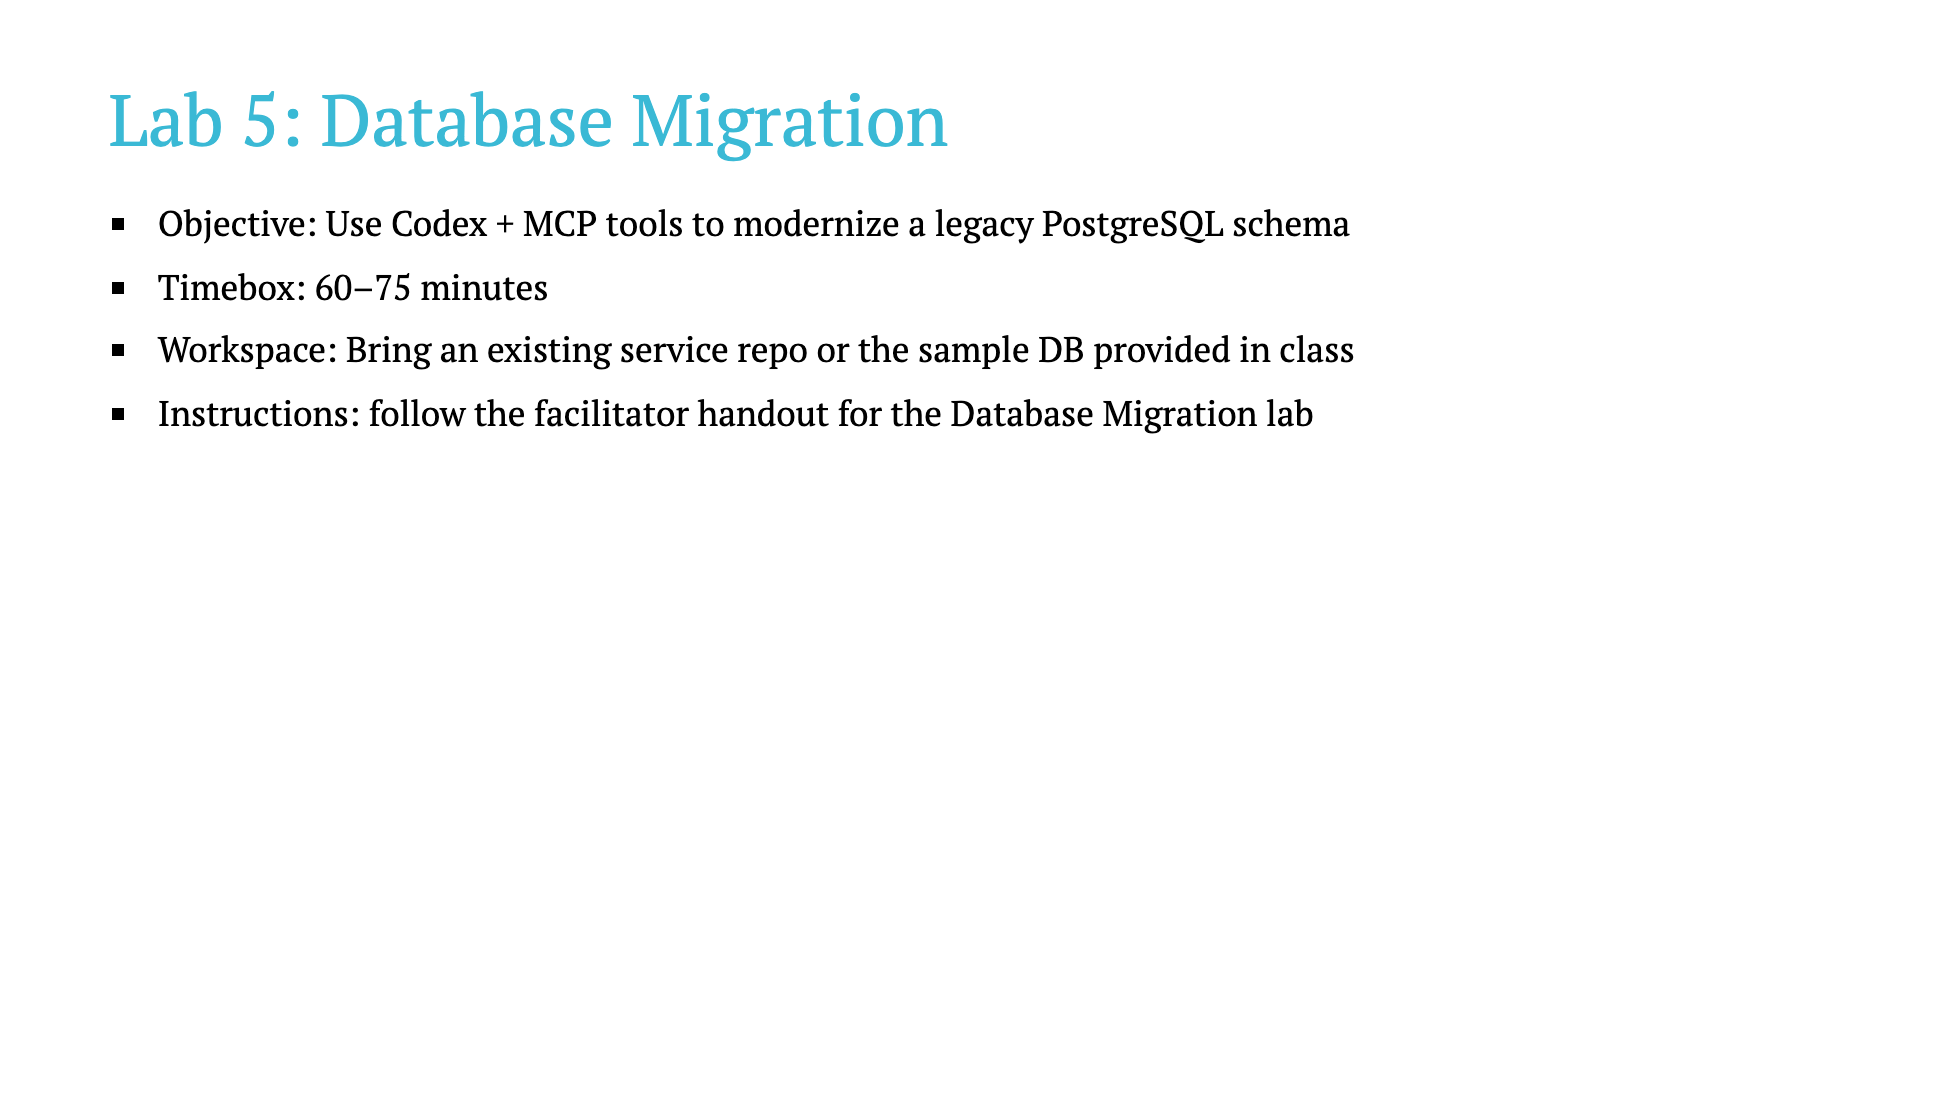 Lab 5: Database Migration
▪ Objective: Use Codex + MCP tools to modernize a legacy PostgreSQL schema
▪ Timebox: 60–75 minutes
▪ Workspace: Bring an existing service repo or the sample DB provided in class
▪ Instructions: follow the facilitator handout for the Database Migration lab